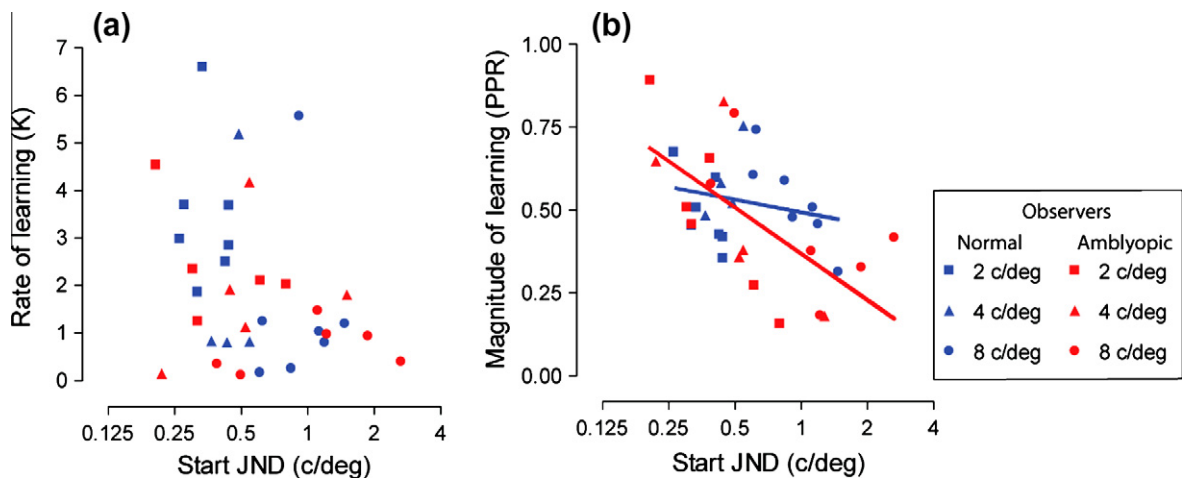 (a)
7
6
5
4
3
2
1
0
Rate of learning (K)
0.125 0.25 0.5 1 2 4
Start JND (c/deg)
(b)
1.00
0.75
0.50
0.25
0.00
Magnitude of learning (PPR)
0.125 0.25 0.5 1 2 4
Start JND (c/deg)
Observers
Normal Amblyopic
2 c/deg 2 c/deg
4 c/deg 4 c/deg
8 c/deg 8 c/deg